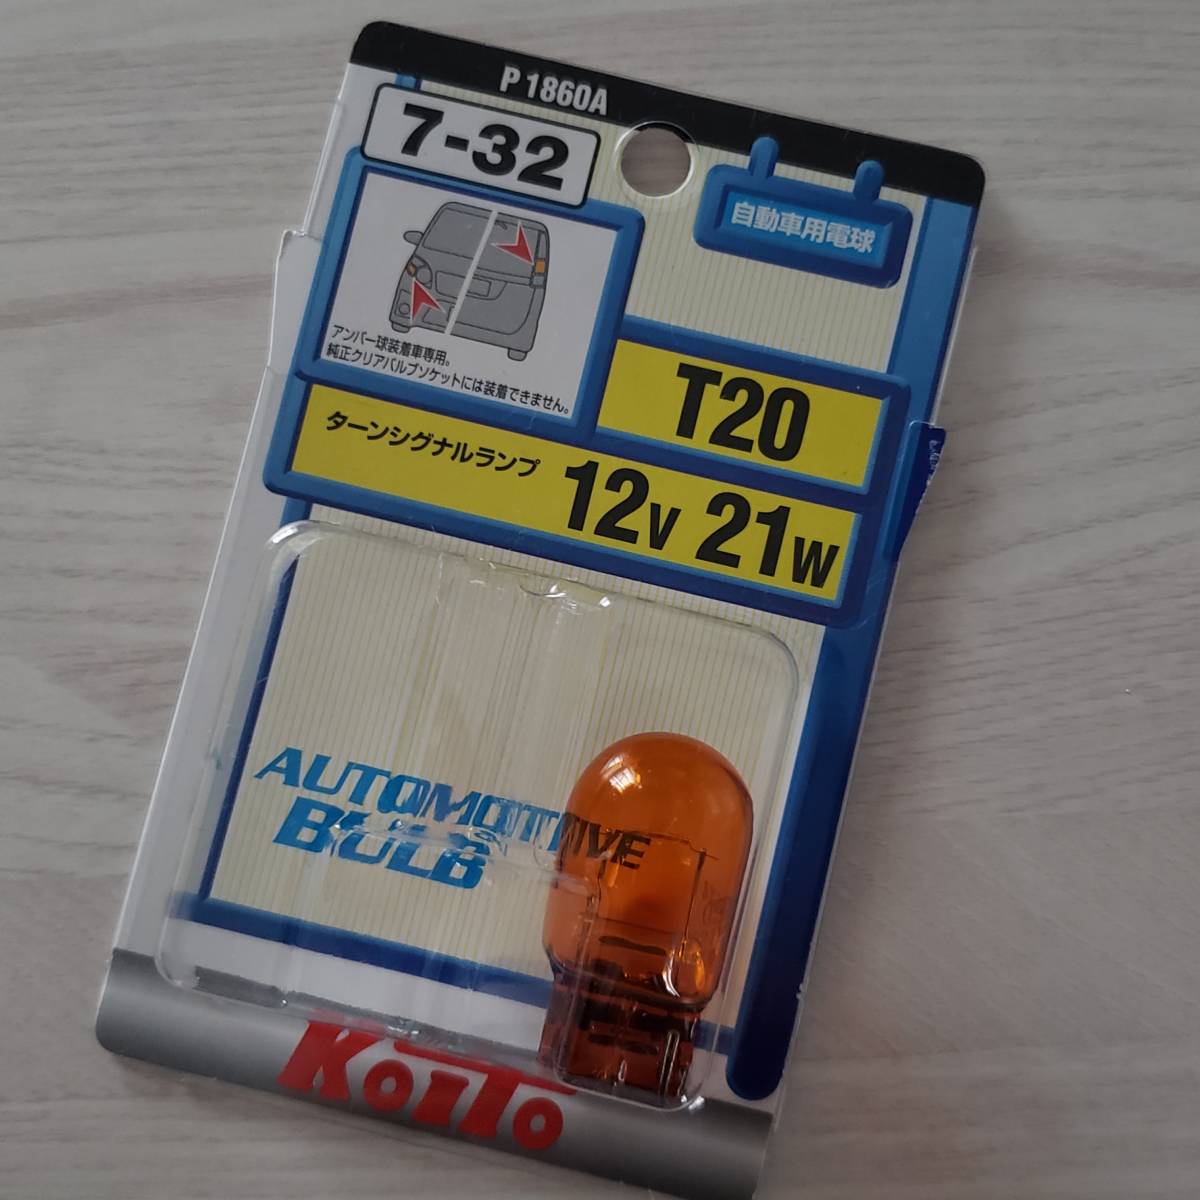 P1860A
7-32
自動車用電球
アンバー球装着車専用。
純正クリアバルブソケットには装着できません。
T20
ターンシグナルランプ 12V 21W
AUTOMOTIVE
BULB
KoiTo